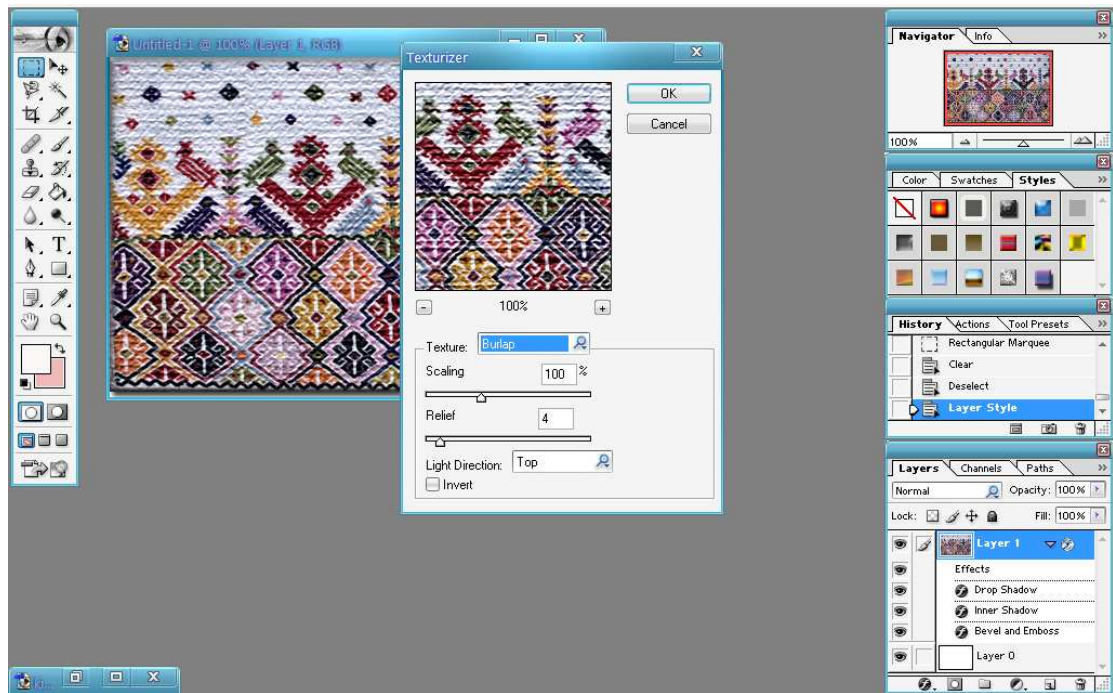 Untitled-1 @ 100% (Layer 1, RGB)
Texturizer
OK
Cancel
100%
Texture: Burlap
Scaling 100 %
Relief 4
Light Direction: Top
Invert
Navigator Info
100%
Color Swatches Styles
History Actions Tool Presets
Rectangular Marquee
Clear
Deselect
Layer Style
Layers Channels Paths
Normal Opacity: 100%
Lock: Fill: 100%
Layer 1
Effects
Drop Shadow
Inner Shadow
Bevel and Emboss
Layer 0